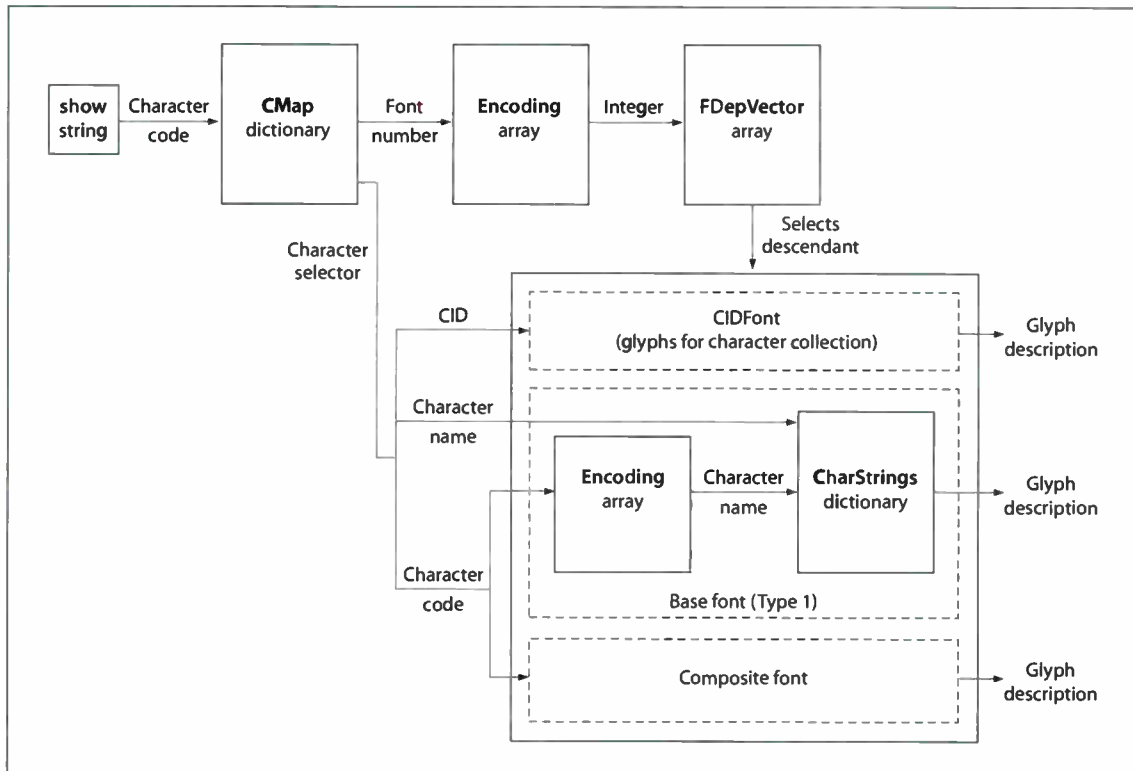 show
string
Character
code
CMap
dictionary
Font
number
Encoding
array
Integer
FDepVector
array
Selects
descendant
Character
selector
CID
CIDFont
(glyphs for character collection)
Glyph
description
Character
name
Encoding
array
Character
name
CharStrings
dictionary
Glyph
description
Character
code
Base font (Type 1)
Composite font
Glyph
description